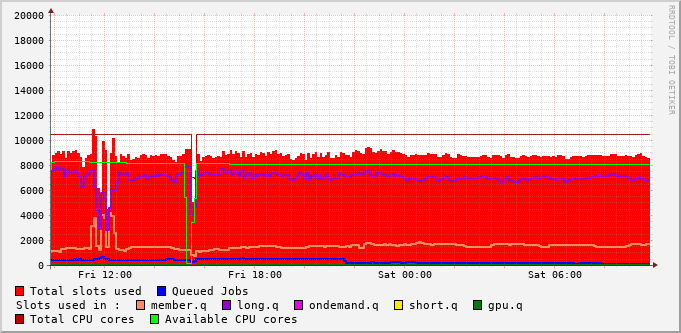 20000
18000
16000
14000
12000
10000
8000
6000
4000
2000
0
Fri 12:00 Fri 18:00 Sat 00:00 Sat 06:00
RRDTOOL / TOBI OETIKER
Total slots used Queued Jobs
Slots used in : member.q long.q ondemand.q short.q gpu.q
Total CPU cores Available CPU cores